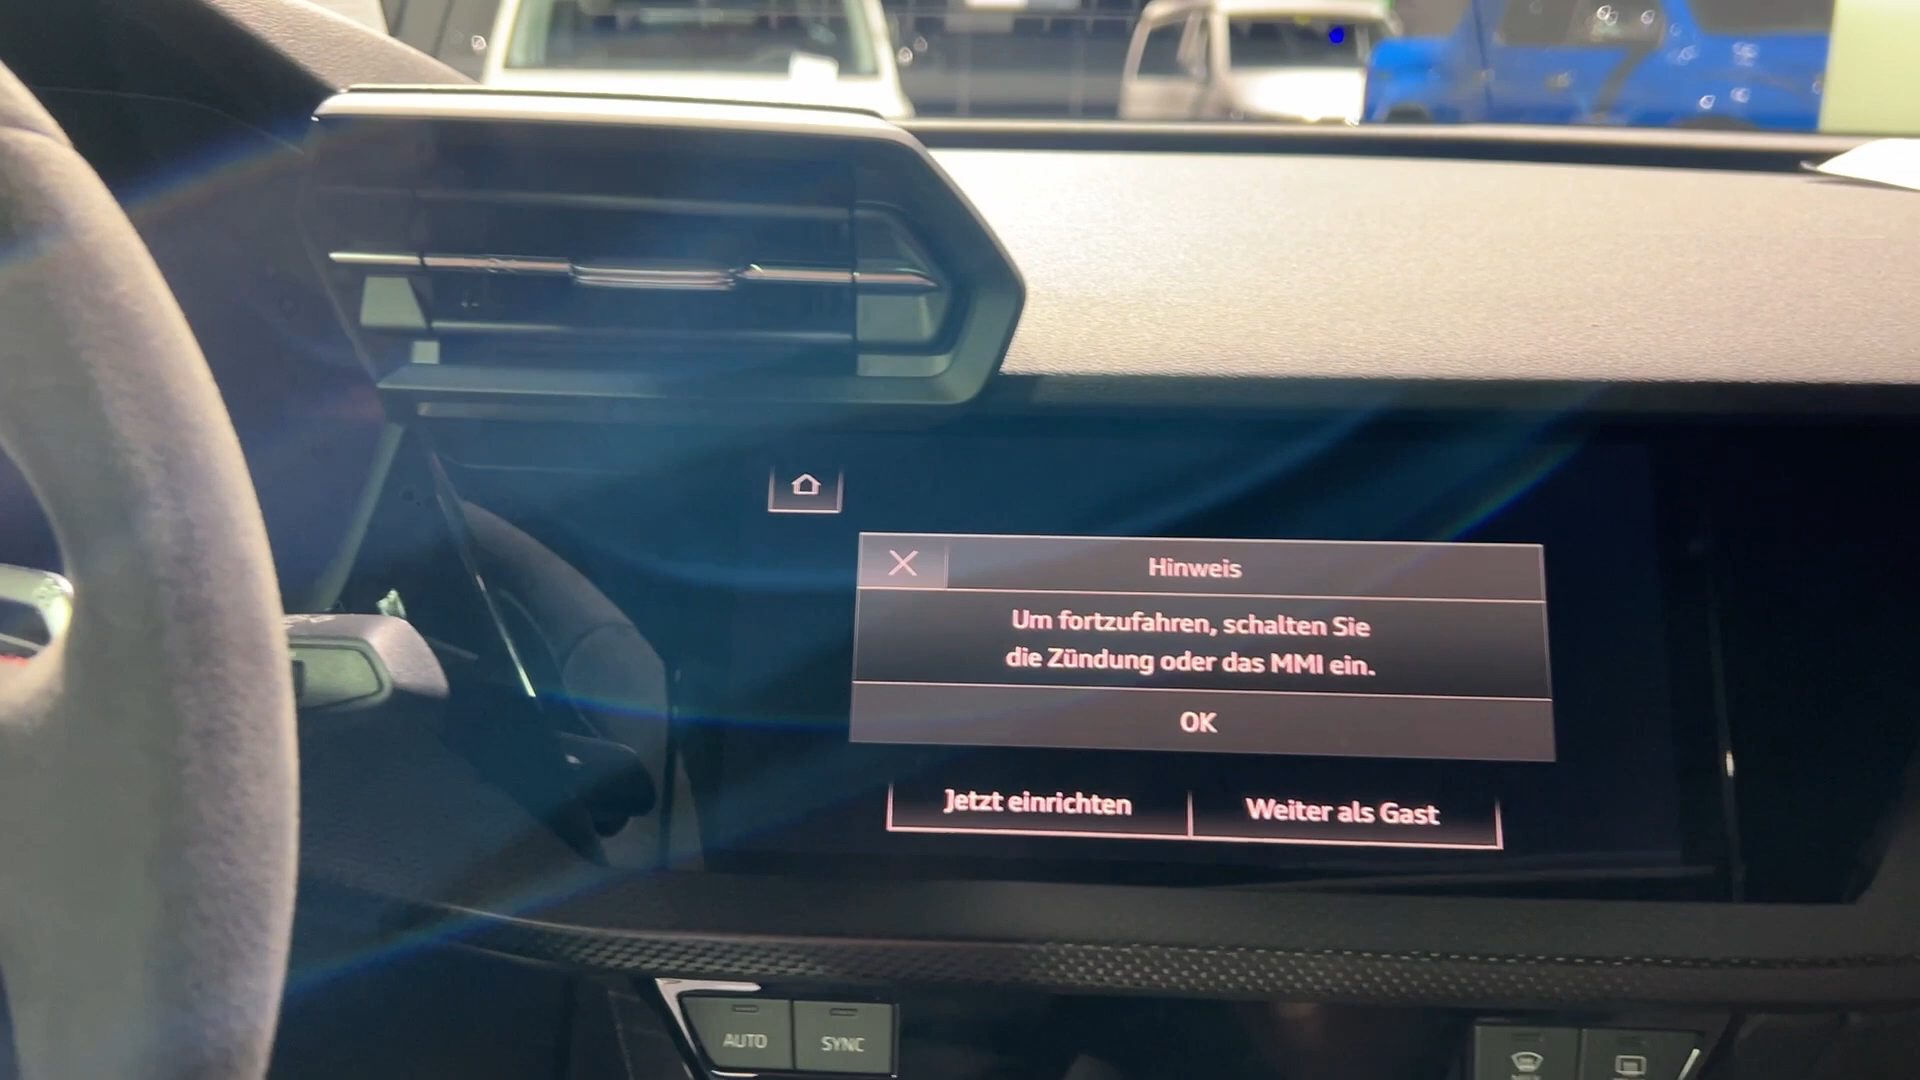 Hinweis
Um fortzufahren, schalten Sie
die Zündung oder das MMI ein.
OK
Jetzt einrichten
Weiter als Gast
AUTO
SYNC